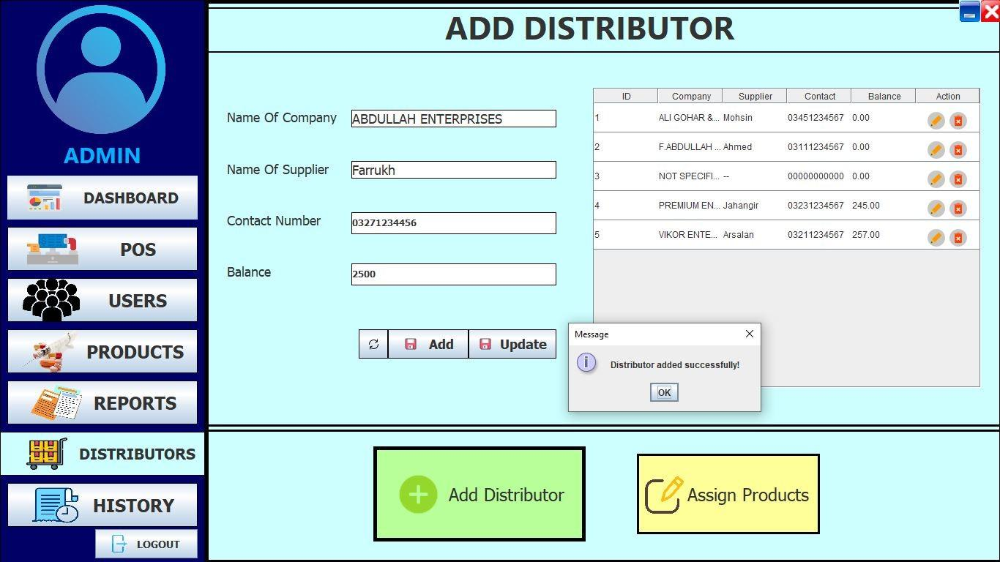 ADMIN
DASHBOARD
POS
USERS
PRODUCTS
REPORTS
DISTRIBUTORS
HISTORY
LOGOUT
ADD DISTRIBUTOR
Name Of Company ABDULLAH ENTERPRISES
Name Of Supplier Farrukh
Contact Number 03271234456
Balance 2500
Add Update
ID Company Supplier Contact Balance Action
1 ALI GOHAR &... Mohsin 03451234567 0.00
2 F.ABDULLAH ... Ahmed 03111234567 0.00
3 NOT SPECIFI... -- 00000000000 0.00
4 PREMIUM EN... Jahangir 03231234567 245.00
5 VIKOR ENTE... Arsalan 03211234567 257.00
Message
Distributor added successfully!
OK
Add Distributor
Assign Products